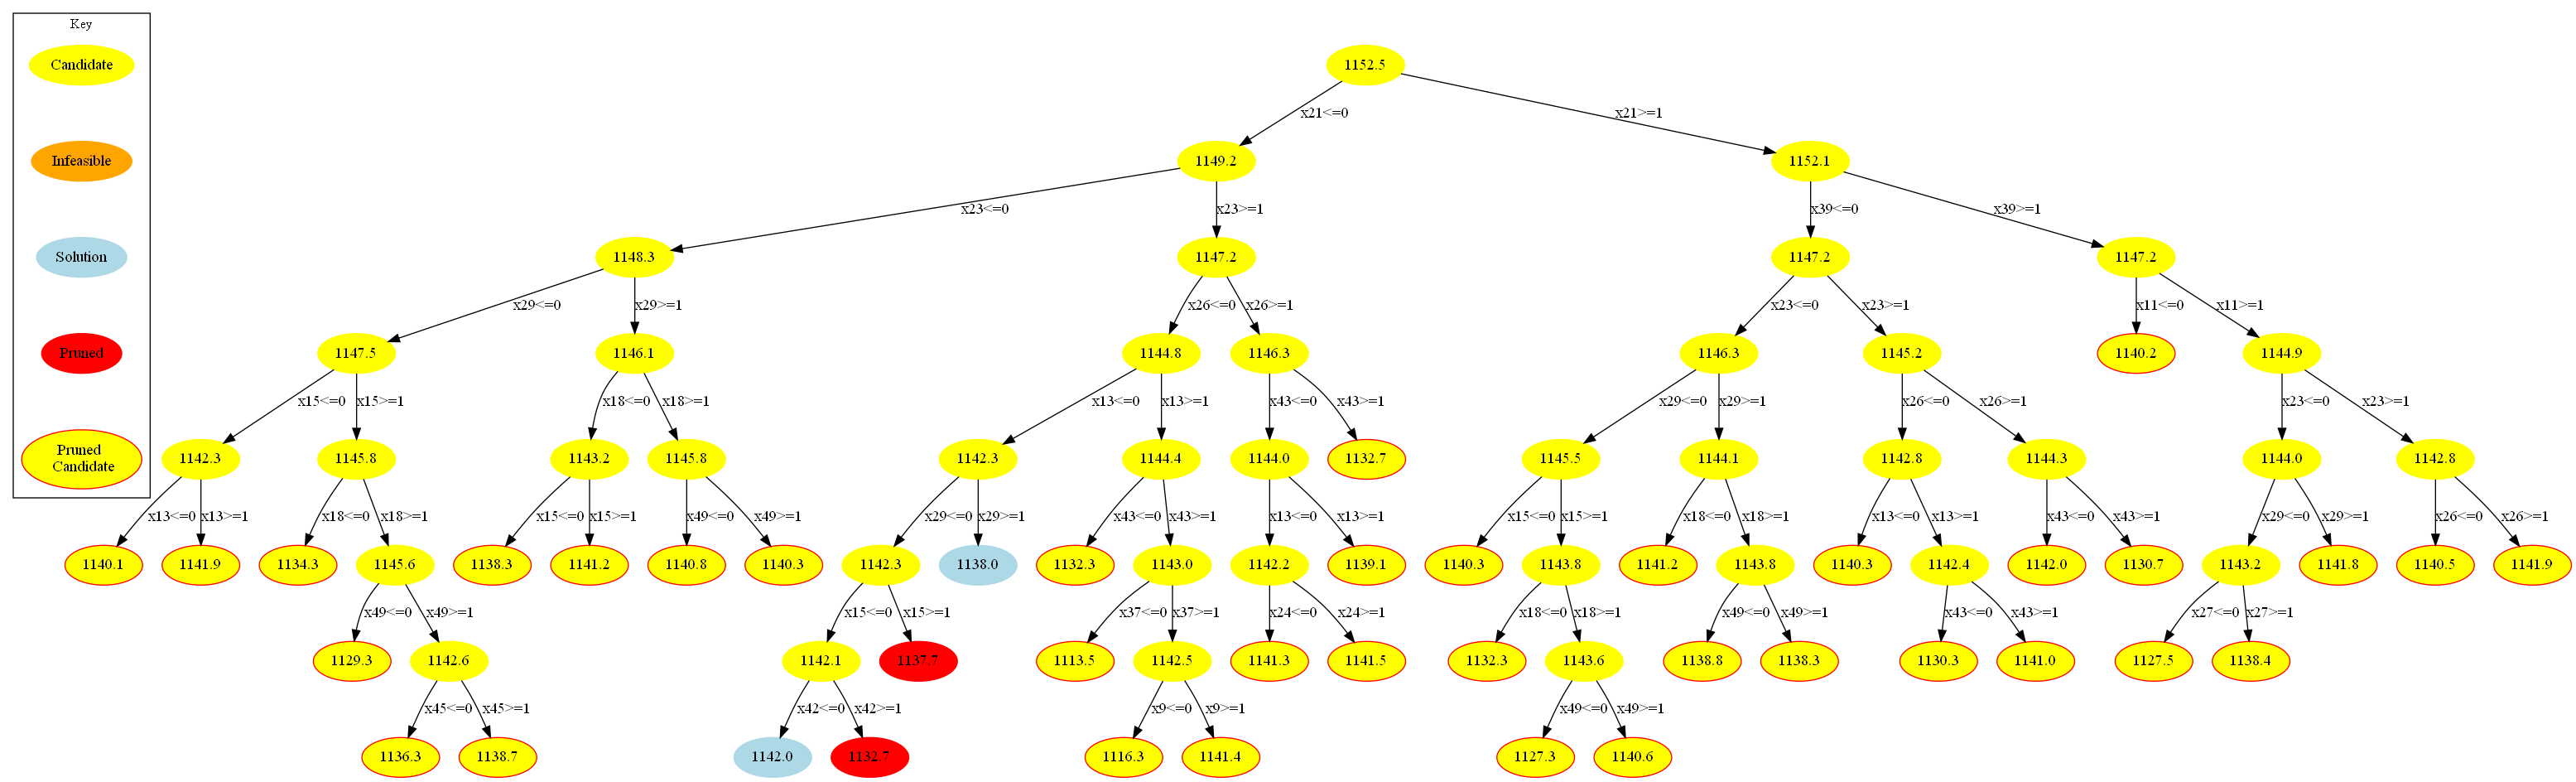 Key
Candidate
Infeasible
Solution
Pruned
Pruned
Candidate
1152.5
x21<=0
x21>=1
1149.2
1152.1
x23<=0
x23>=1
x39<=0
x39>=1
1148.3
1147.2
1147.2
1147.2
x29<=0
x29>=1
x26<=0
x26>=1
x23<=0
x23>=1
x11<=0
x11>=1
1147.5
1146.1
1144.8
1146.3
1146.3
1145.2
1140.2
1144.9
x15<=0
x15>=1
x18<=0
x18>=1
x13<=0
x13>=1
x43<=0
x43>=1
x29<=0
x29>=1
x26<=0
x26>=1
x23<=0
x23>=1
1142.3
1145.8
1143.2
1145.8
1142.3
1144.4
1144.0
1132.7
1145.5
1144.1
1142.8
1144.3
1144.0
1142.8
x13<=0
x13>=1
x18<=0
x18>=1
x15<=0
x15>=1
x49<=0
x49>=1
x29<=0
x29>=1
x43<=0
x43>=1
x13<=0
x13>=1
x15<=0
x15>=1
x18<=0
x18>=1
x13<=0
x13>=1
x43<=0
x43>=1
x29<=0
x29>=1
x26<=0
x26>=1
1140.1
1141.9
1134.3
1145.6
1138.3
1141.2
1140.8
1140.3
1142.3
1138.0
1132.3
1143.0
1142.2
1139.1
1140.3
1143.8
1141.2
1143.8
1140.3
1142.4
1142.0
1130.7
1143.2
1141.8
1140.5
1141.9
x49<=0
x49>=1
x15<=0
x15>=1
x37<=0
x37>=1
x24<=0
x24>=1
x18<=0
x18>=1
x49<=0
x49>=1
x43<=0
x43>=1
x27<=0
x27>=1
1129.3
1142.6
1142.1
1137.7
1113.5
1142.5
1141.3
1141.5
1132.3
1143.6
1138.8
1138.3
1130.3
1141.0
1127.5
1138.4
x45<=0
x45>=1
x42<=0
x42>=1
x9<=0
x9>=1
x49<=0
x49>=1
1136.3
1138.7
1142.0
1132.7
1116.3
1141.4
1127.3
1140.6